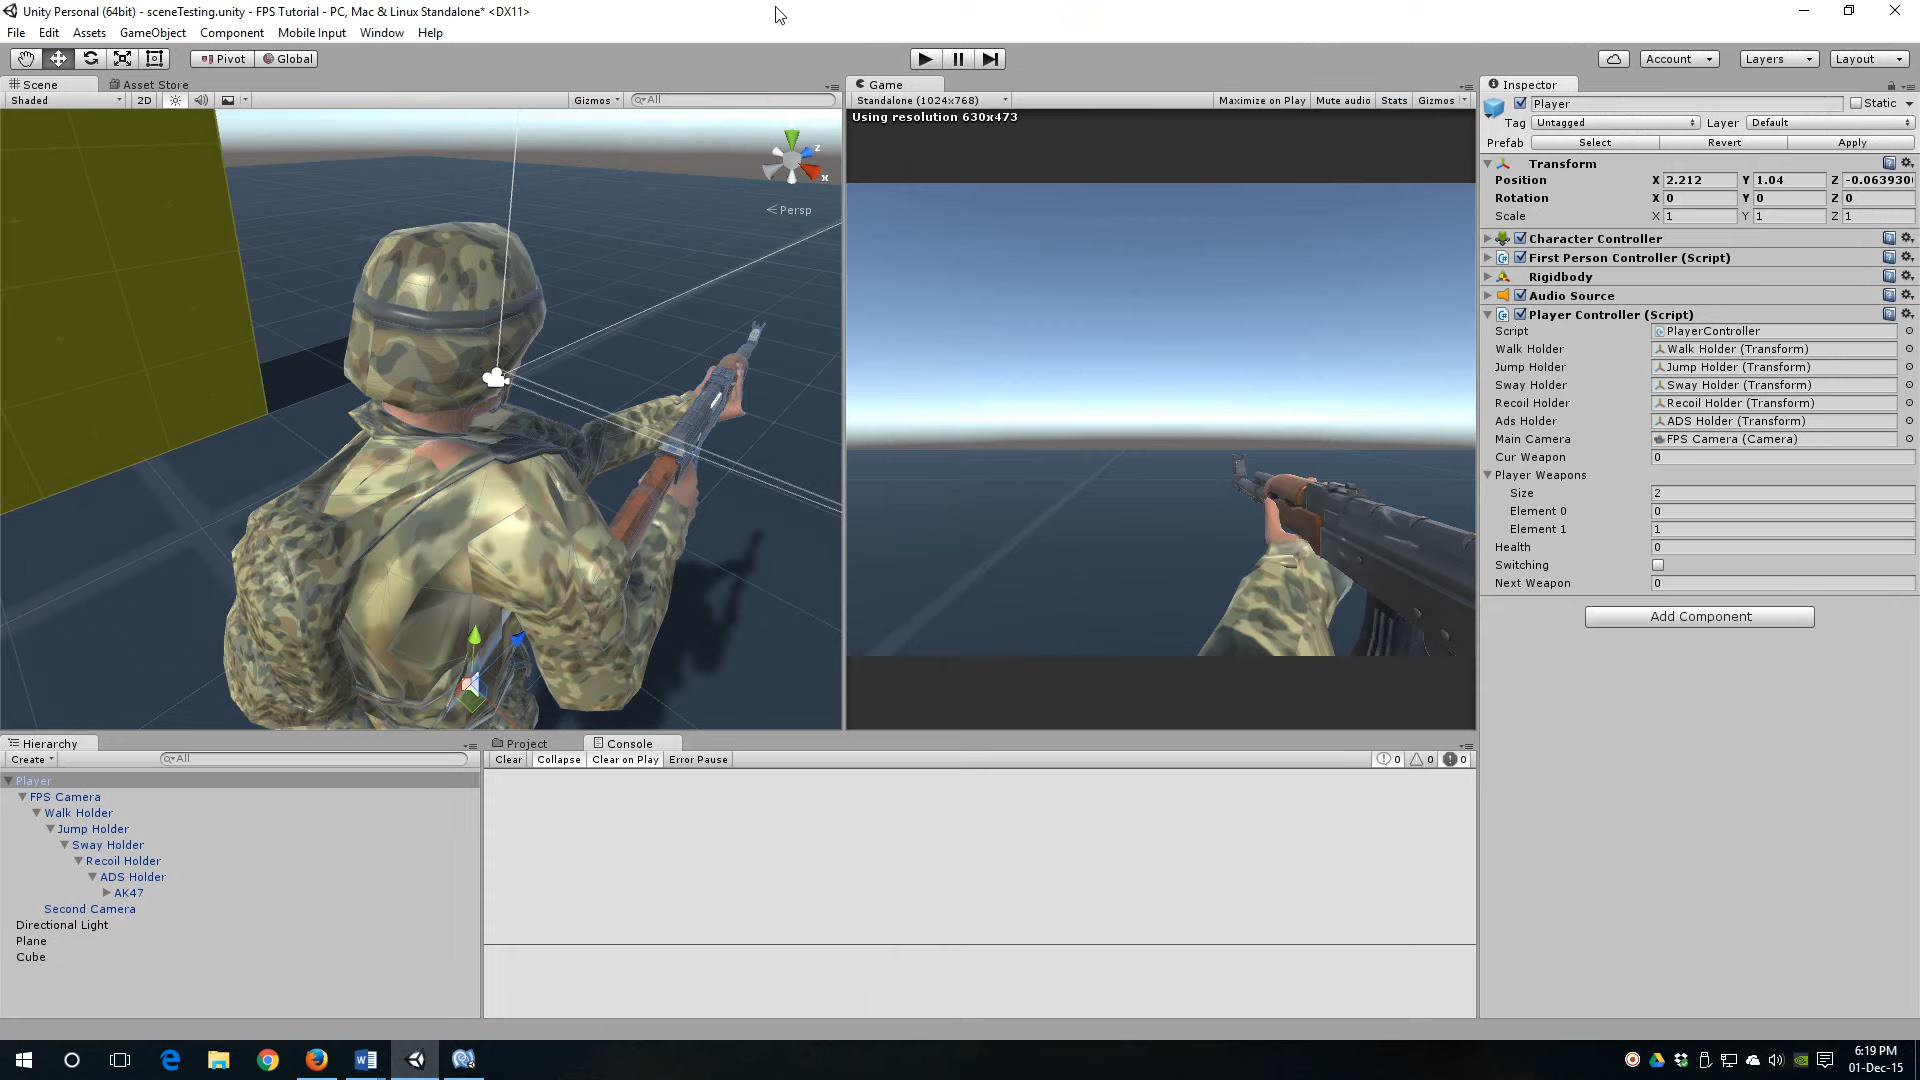 Unity Personal (64bit) - sceneTesting.unity - FPS Tutorial - PC, Mac & Linux Standalone* <DX11>
File Edit Assets GameObject Component Mobile Input Window Help
Pivot Global Account Layers Layout
Scene Asset Store
Shaded 2D Gizmos All
y
z
x
Persp
Game
Standalone (1024x768) Maximize on Play Mute audio Stats Gizmos
Using resolution 630x473
Inspector
Player Static
Tag Untagged Layer Default
Prefab Select Revert Apply
Transform
Position X 2.212 Y 1.04 Z -0.063930
Rotation X 0 Y 0 Z 0
Scale X 1 Y 1 Z 1
Character Controller
First Person Controller (Script)
Rigidbody
Audio Source
Player Controller (Script)
Script PlayerController
Walk Holder Walk Holder (Transform)
Jump Holder Jump Holder (Transform)
Sway Holder Sway Holder (Transform)
Recoil Holder Recoil Holder (Transform)
Ads Holder ADS Holder (Transform)
Main Camera FPS Camera (Camera)
Cur Weapon 0
Player Weapons
Size 2
Element 0 0
Element 1 1
Health 0
Switching
Next Weapon 0
Add Component
Hierarchy
Create All
Player
FPS Camera
Walk Holder
Jump Holder
Sway Holder
Recoil Holder
ADS Holder
AK47
Second Camera
Directional Light
Plane
Cube
Project Console
Clear Collapse Clear on Play Error Pause 0 0 0
6:19 PM
01-Dec-15